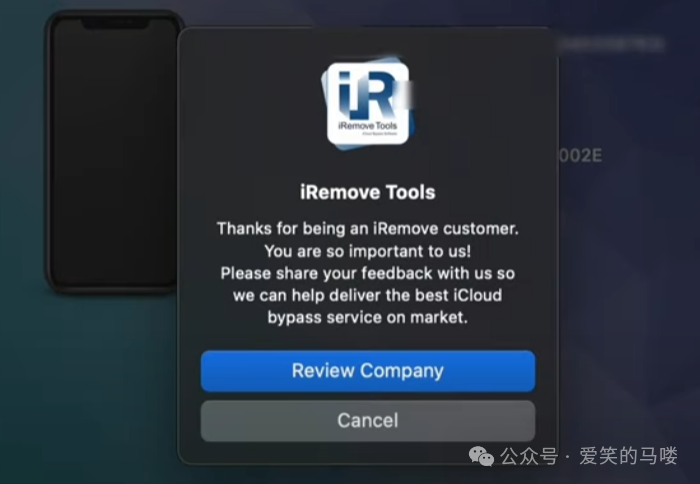 iR
iRemove Tools
002E
iRemove Tools
Thanks for being an iRemove customer.
You are so important to us!
Please share your feedback with us so
we can help deliver the best iCloud
bypass service on market.
Review Company
Cancel
公众号 · 爱笑的马喽